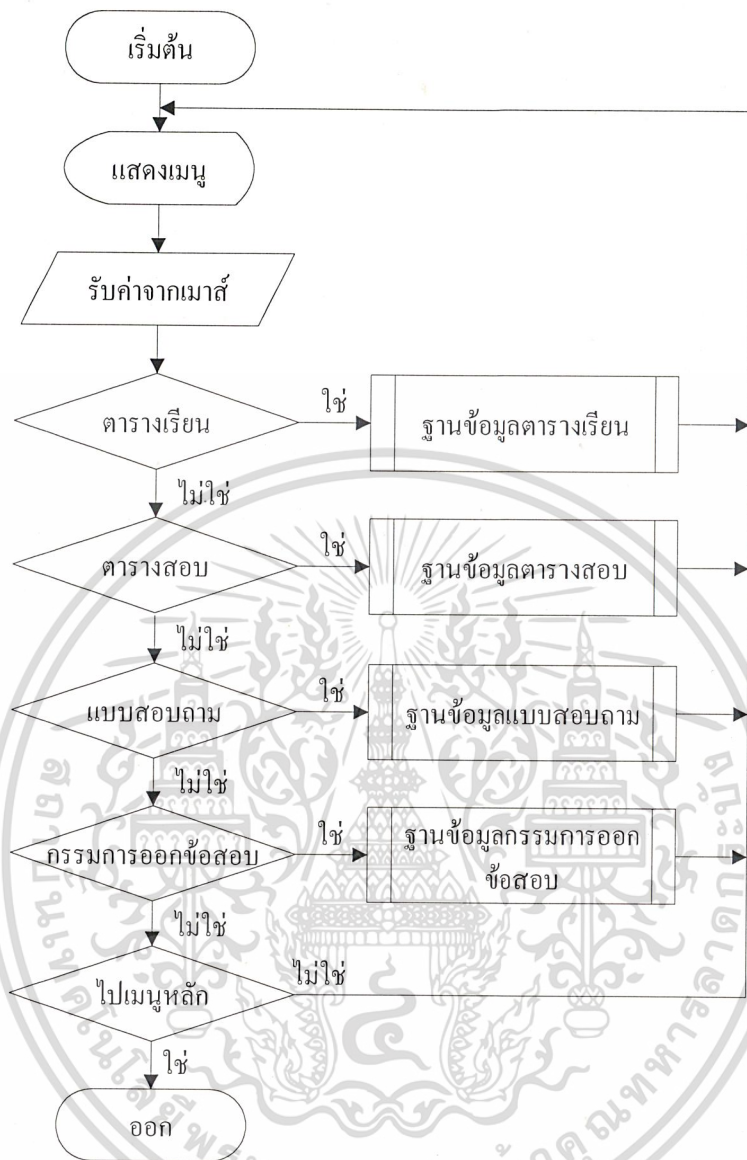 เริ่มต้น
แสดงเมนู
รับค่าจากเมาส์
ตารางเรียน
ใช่
ฐานข้อมูลตารางเรียน
ไม่ใช่
ตารางสอบ
ใช่
ฐานข้อมูลตารางสอบ
ไม่ใช่
แบบสอบถาม
ใช่
ฐานข้อมูลแบบสอบถาม
ไม่ใช่
กรรมการออกข้อสอบ
ใช่
ฐานข้อมูลกรรมการออก
ข้อสอบ
ไม่ใช่
ไปเมนูหลัก
ไม่ใช่
ใช่
ออก